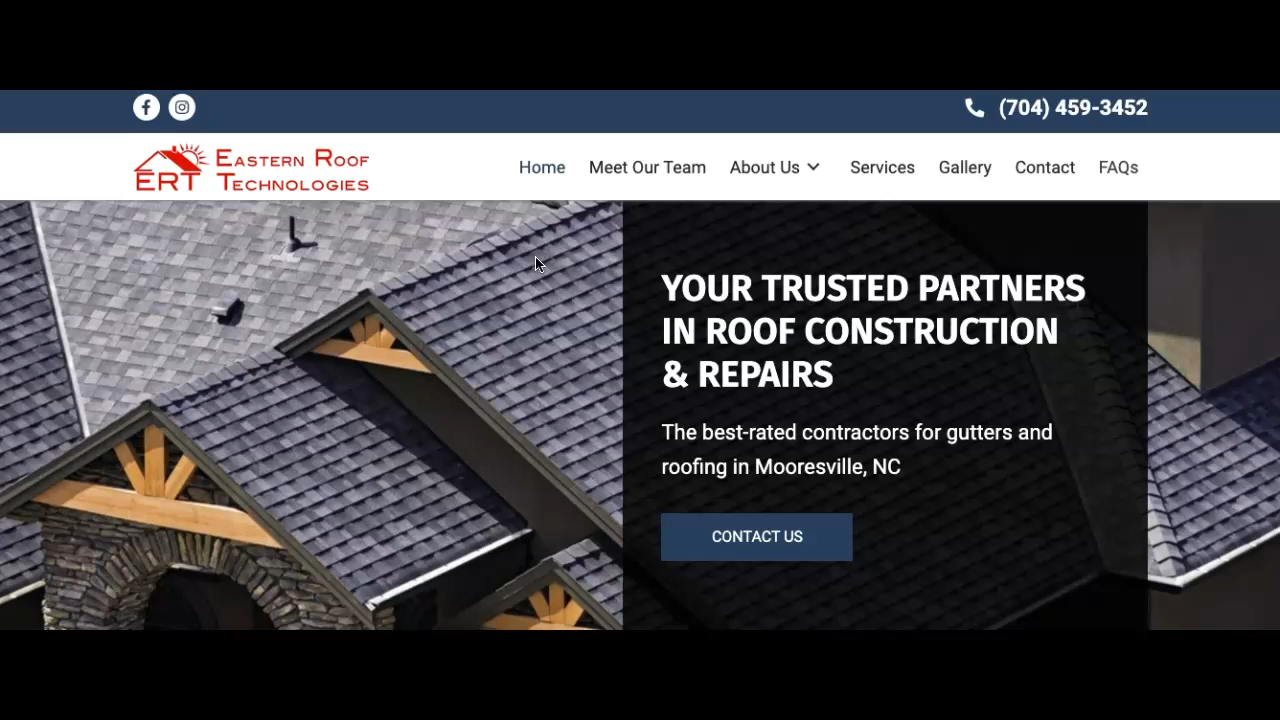 (704) 459-3452
ERT EASTERN ROOF TECHNOLOGIES
Home Meet Our Team About Us Services Gallery Contact FAQs
YOUR TRUSTED PARTNERS
IN ROOF CONSTRUCTION
& REPAIRS
The best-rated contractors for gutters and
roofing in Mooresville, NC
CONTACT US